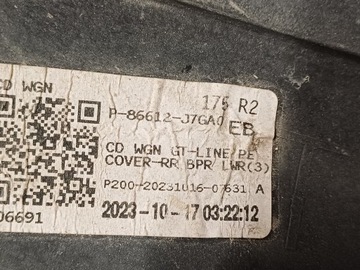 175 R2
CD WGN
P-86612-J7GA0
EB
CD WGN GT-LINE PE
COVER-RR BPR LWR(3)
P200-20231016-07631 A
06691
2023-10-17 03:22:12